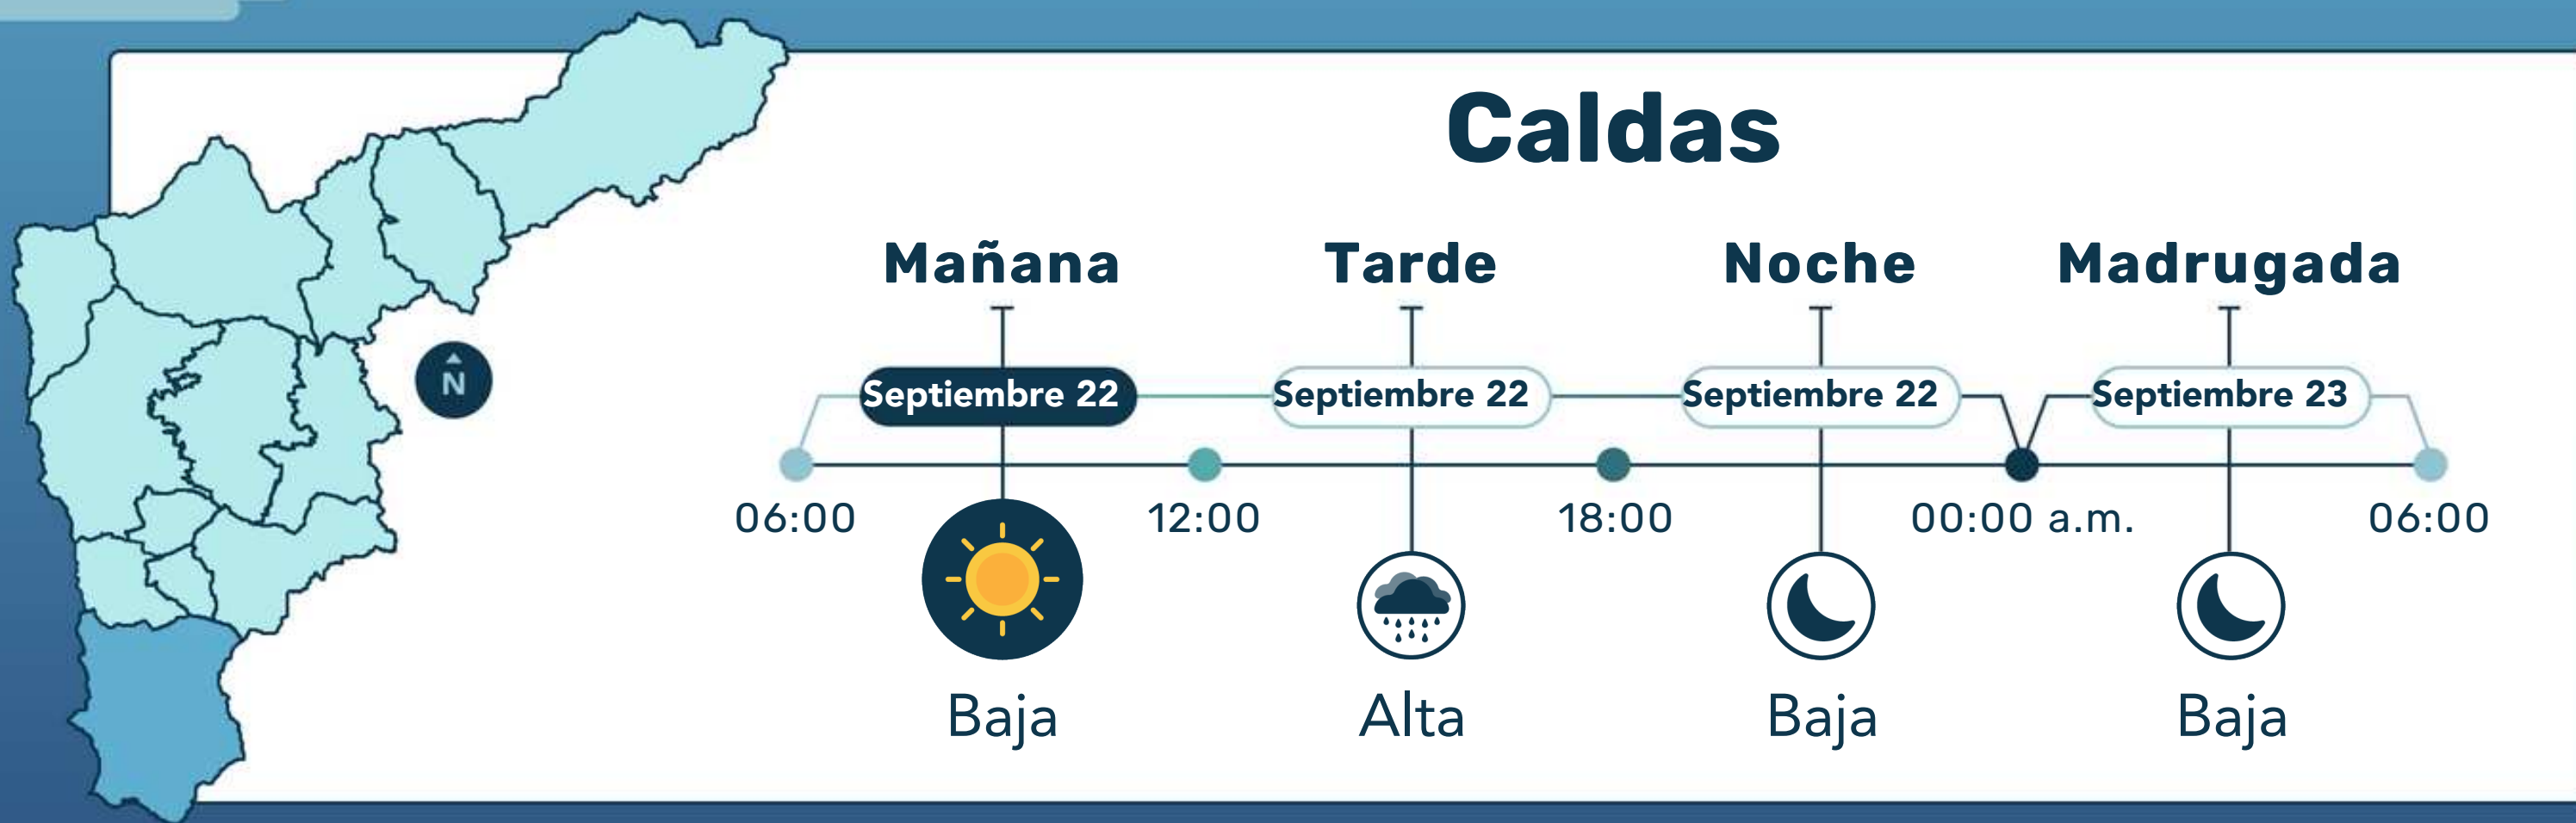 Caldas
Mañana Tarde Noche Madrugada
N
Septiembre 22 Septiembre 22 Septiembre 22 Septiembre 23
06:00 12:00 18:00 00:00 a.m. 06:00
Baja Alta Baja Baja